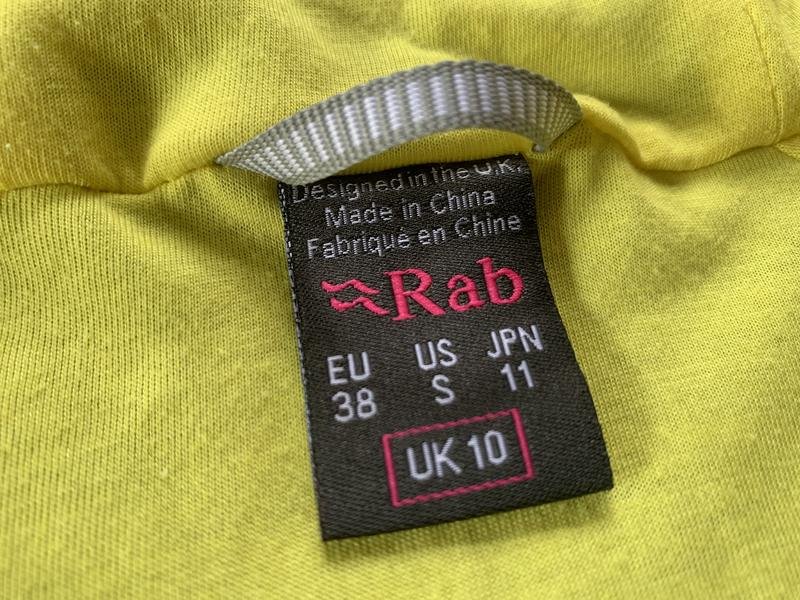 Designed in the U.K.
Made in China
Fabriqué en Chine
Rab
EU US JPN
38 S 11
UK 10